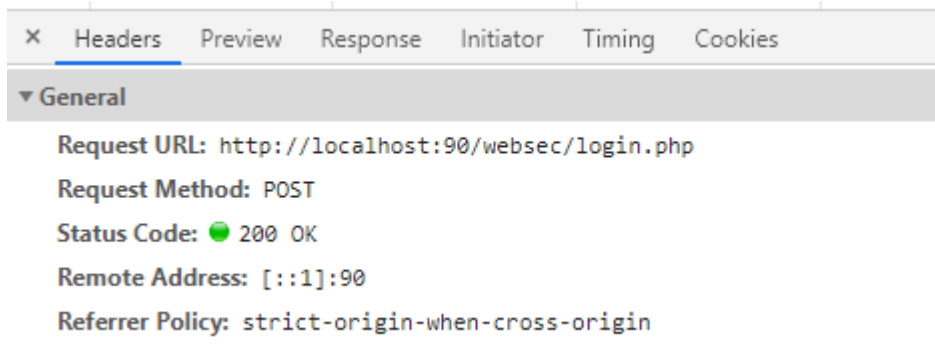 × Headers Preview Response Initiator Timing Cookies
▼ General
Request URL: http://localhost:90/websec/login.php
Request Method: POST
Status Code: 200 OK
Remote Address: [::1]:90
Referrer Policy: strict-origin-when-cross-origin